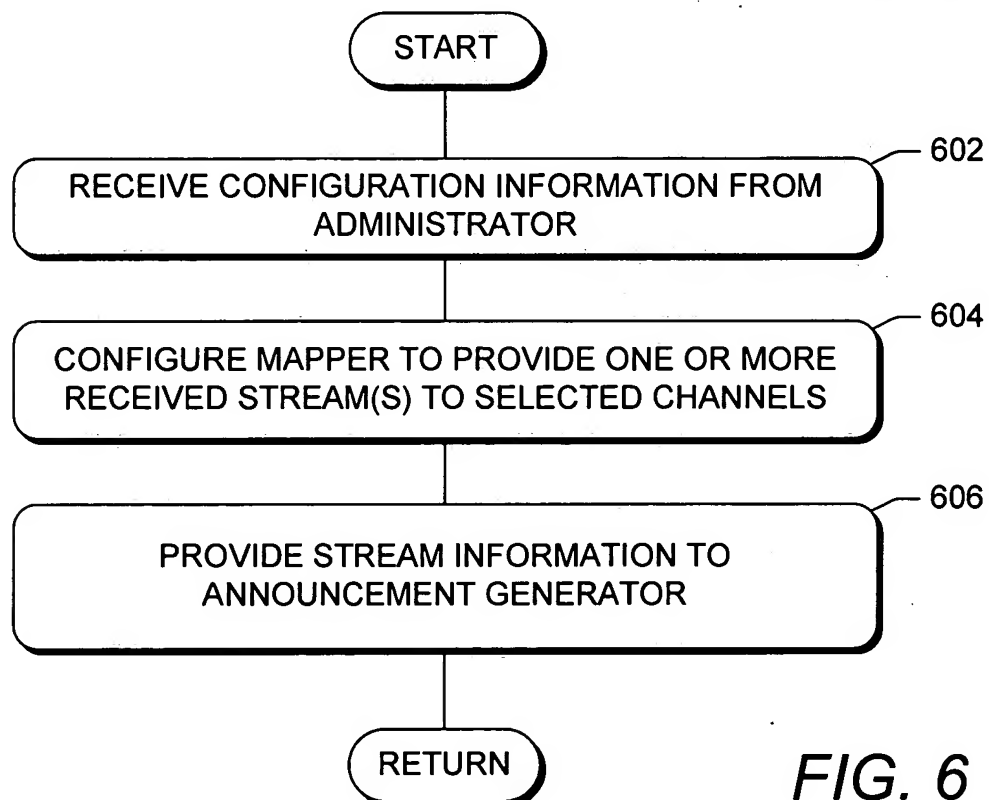 START
602
RECEIVE CONFIGURATION INFORMATION FROM
ADMINISTRATOR
604
CONFIGURE MAPPER TO PROVIDE ONE OR MORE
RECEIVED STREAM(S) TO SELECTED CHANNELS
606
PROVIDE STREAM INFORMATION TO
ANNOUNCEMENT GENERATOR
RETURN
FIG. 6